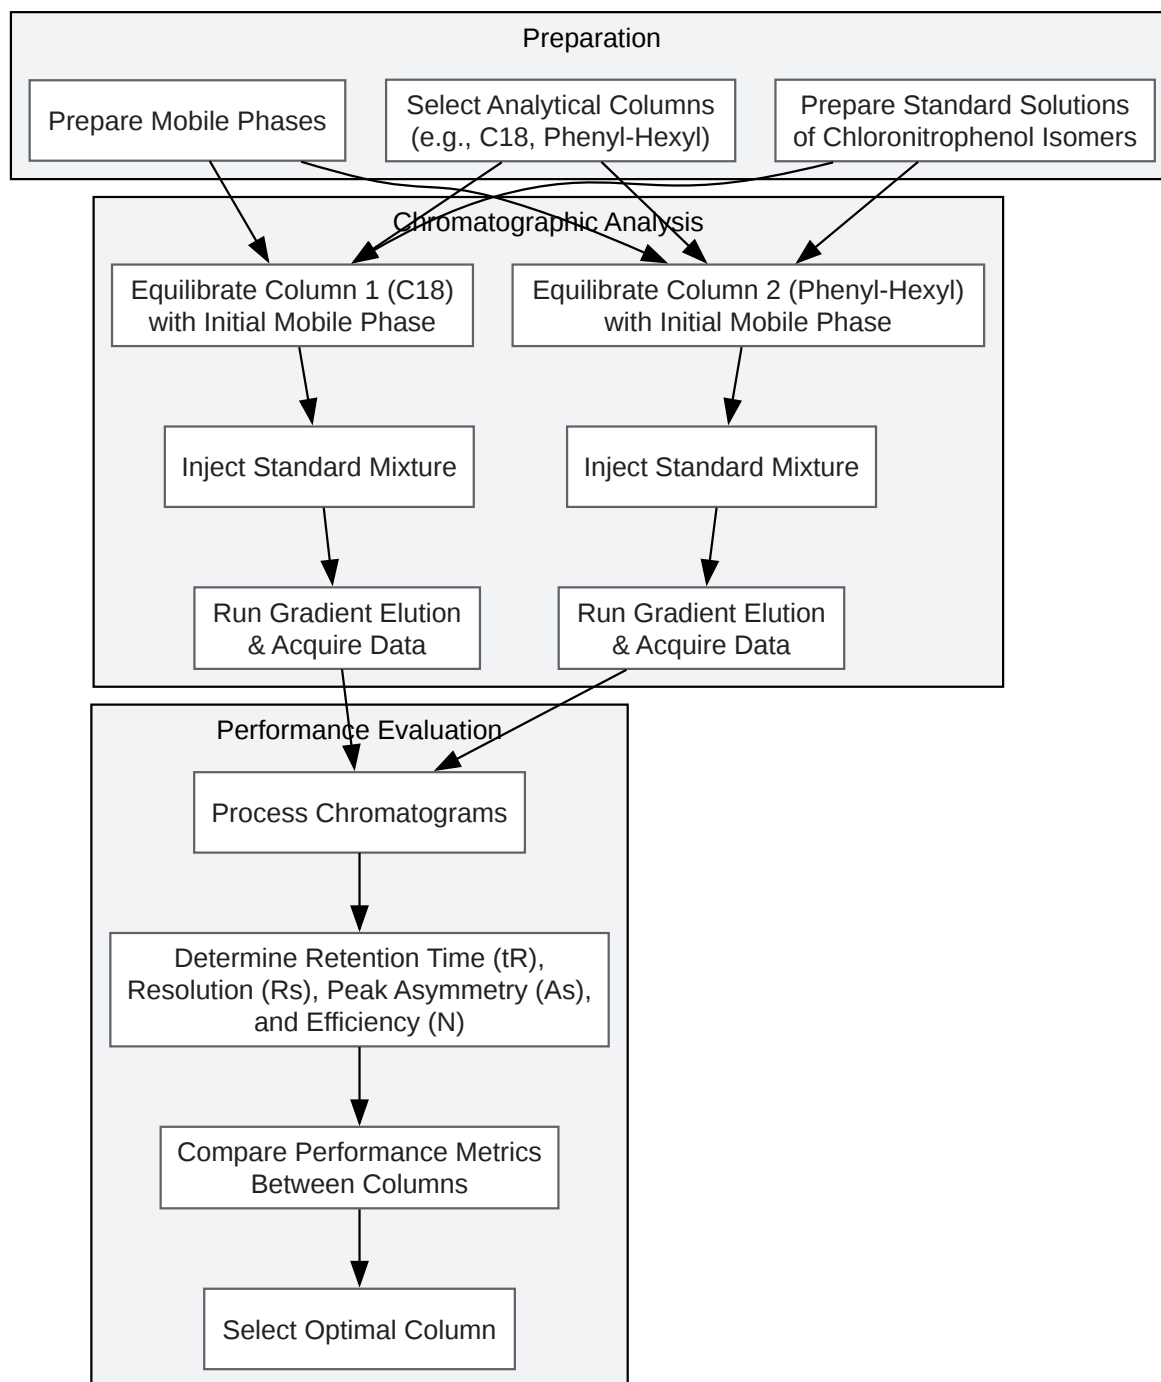 Preparation
Prepare Mobile Phases
Select Analytical Columns
(e.g., C18, Phenyl-Hexyl)
Prepare Standard Solutions
of Chloronitrophenol Isomers
Chromatographic Analysis
Equilibrate Column 1 (C18)
with Initial Mobile Phase
Equilibrate Column 2 (Phenyl-Hexyl)
with Initial Mobile Phase
Inject Standard Mixture
Inject Standard Mixture
Run Gradient Elution
& Acquire Data
Run Gradient Elution
& Acquire Data
Performance Evaluation
Process Chromatograms
Determine Retention Time (tR),
Resolution (Rs), Peak Asymmetry (As),
and Efficiency (N)
Compare Performance Metrics
Between Columns
Select Optimal Column